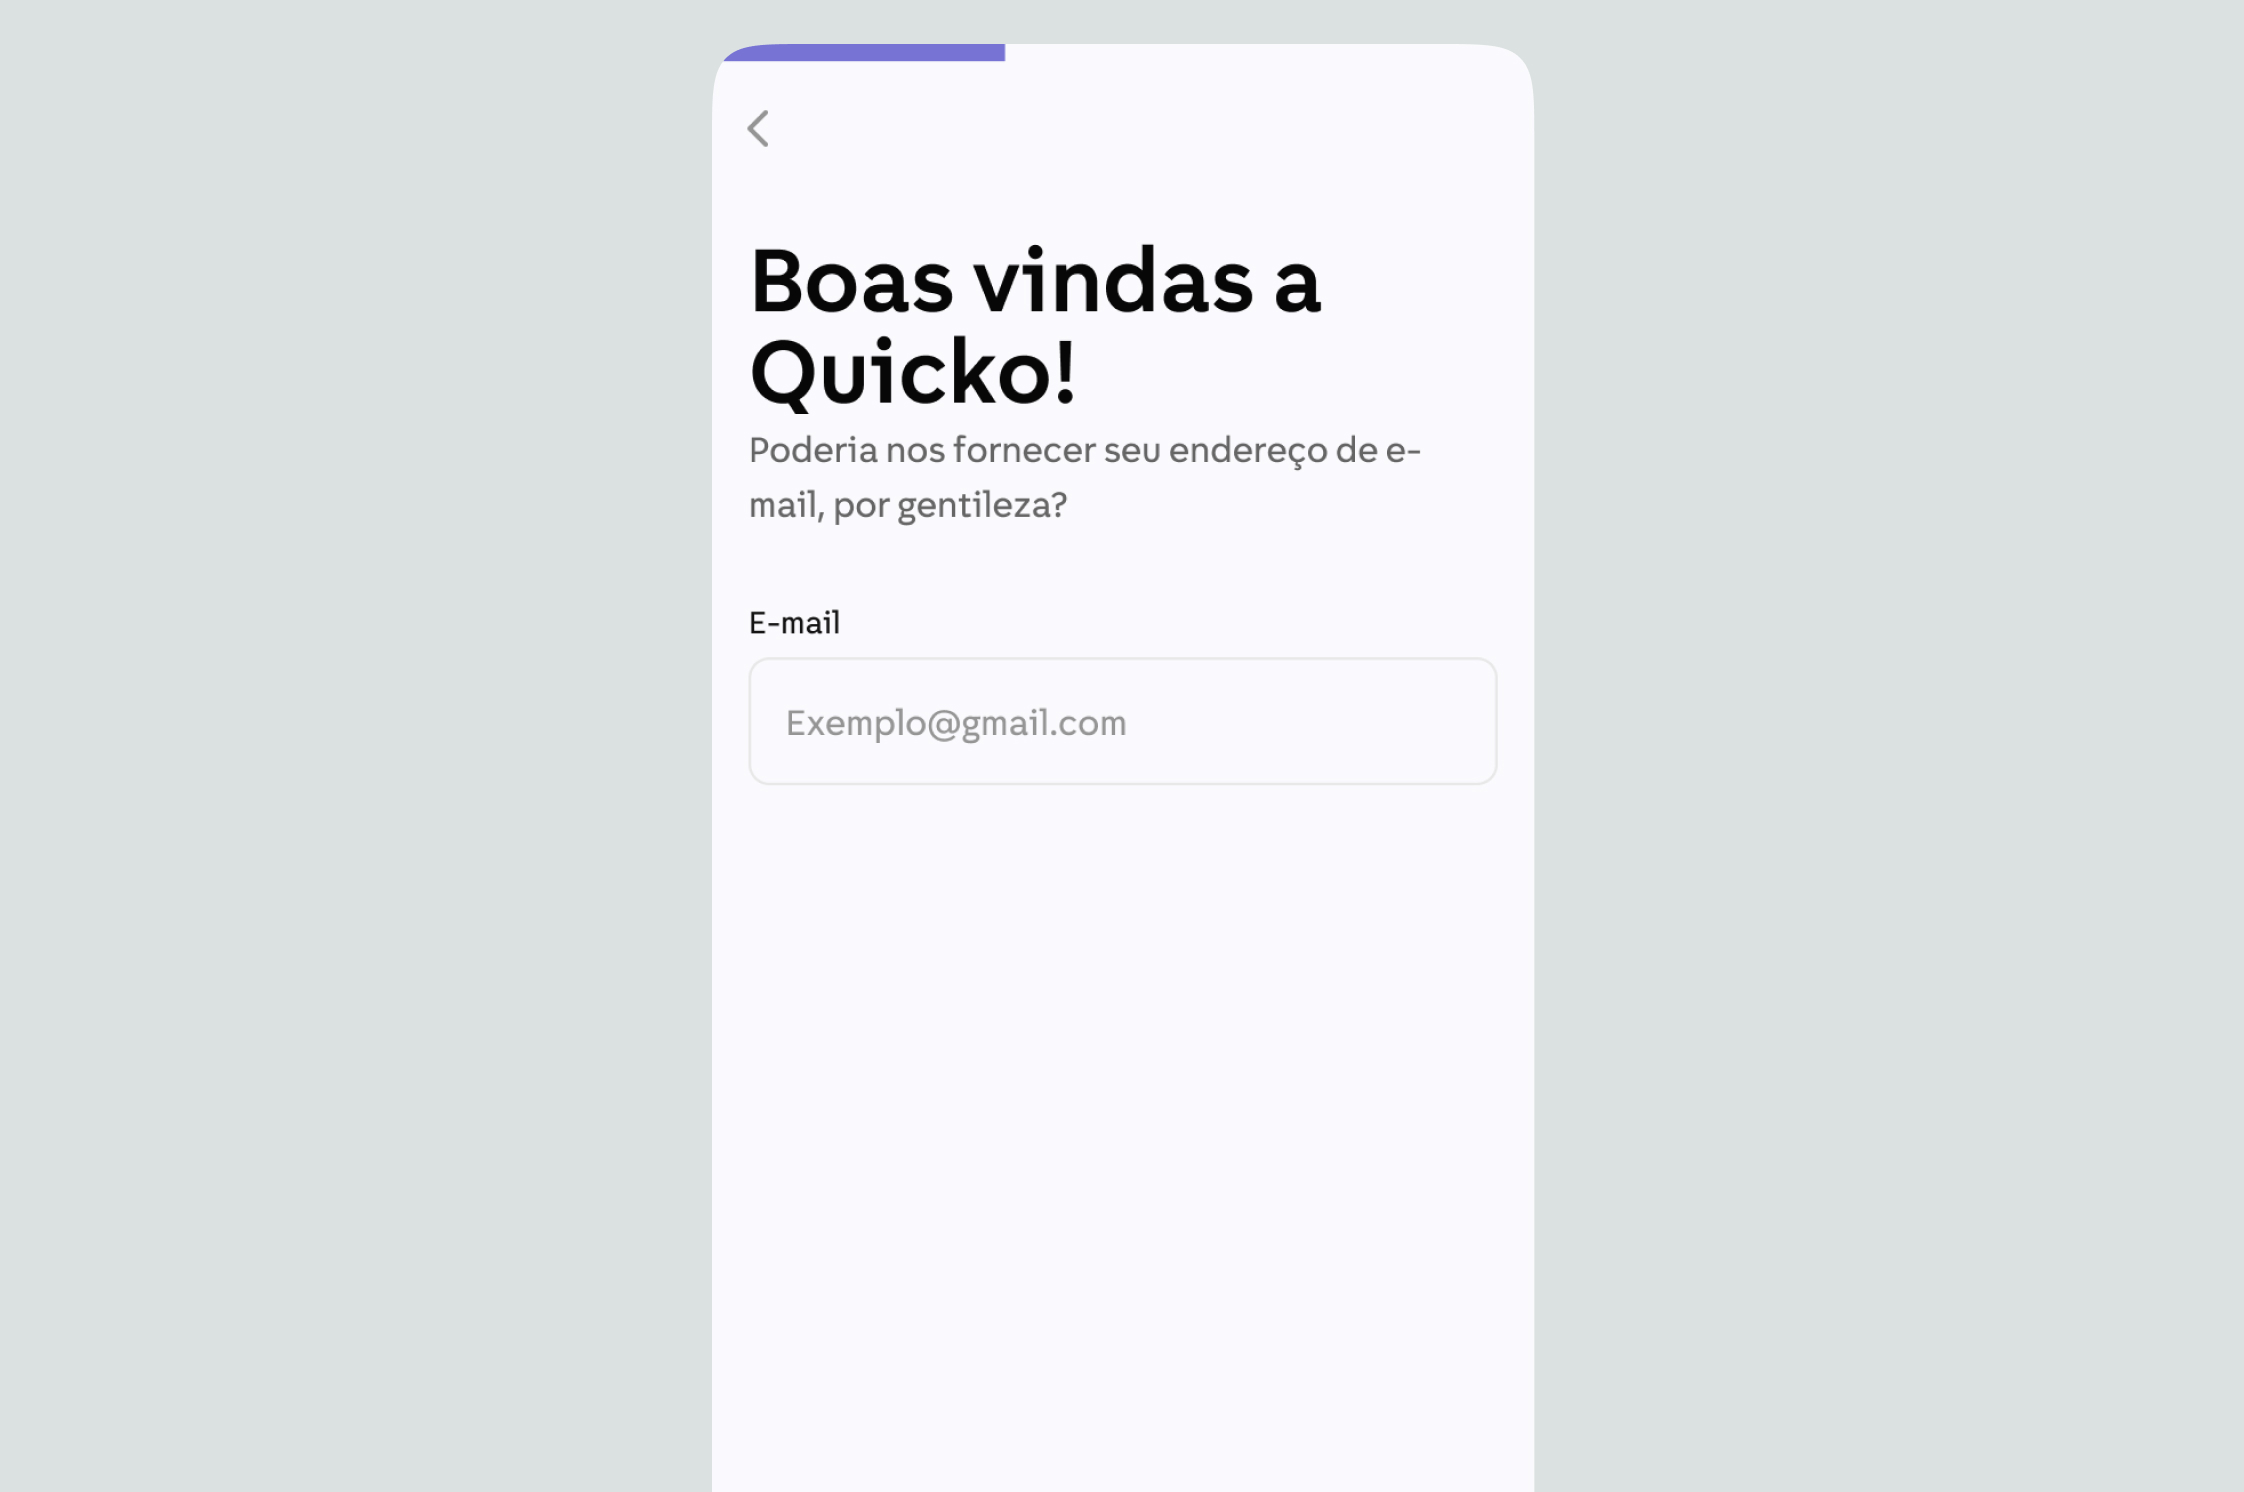 Boas vindas a
Quicko!
Poderia nos fornecer seu endereço de e-
mail, por gentileza?
E-mail
Exemplo@gmail.com